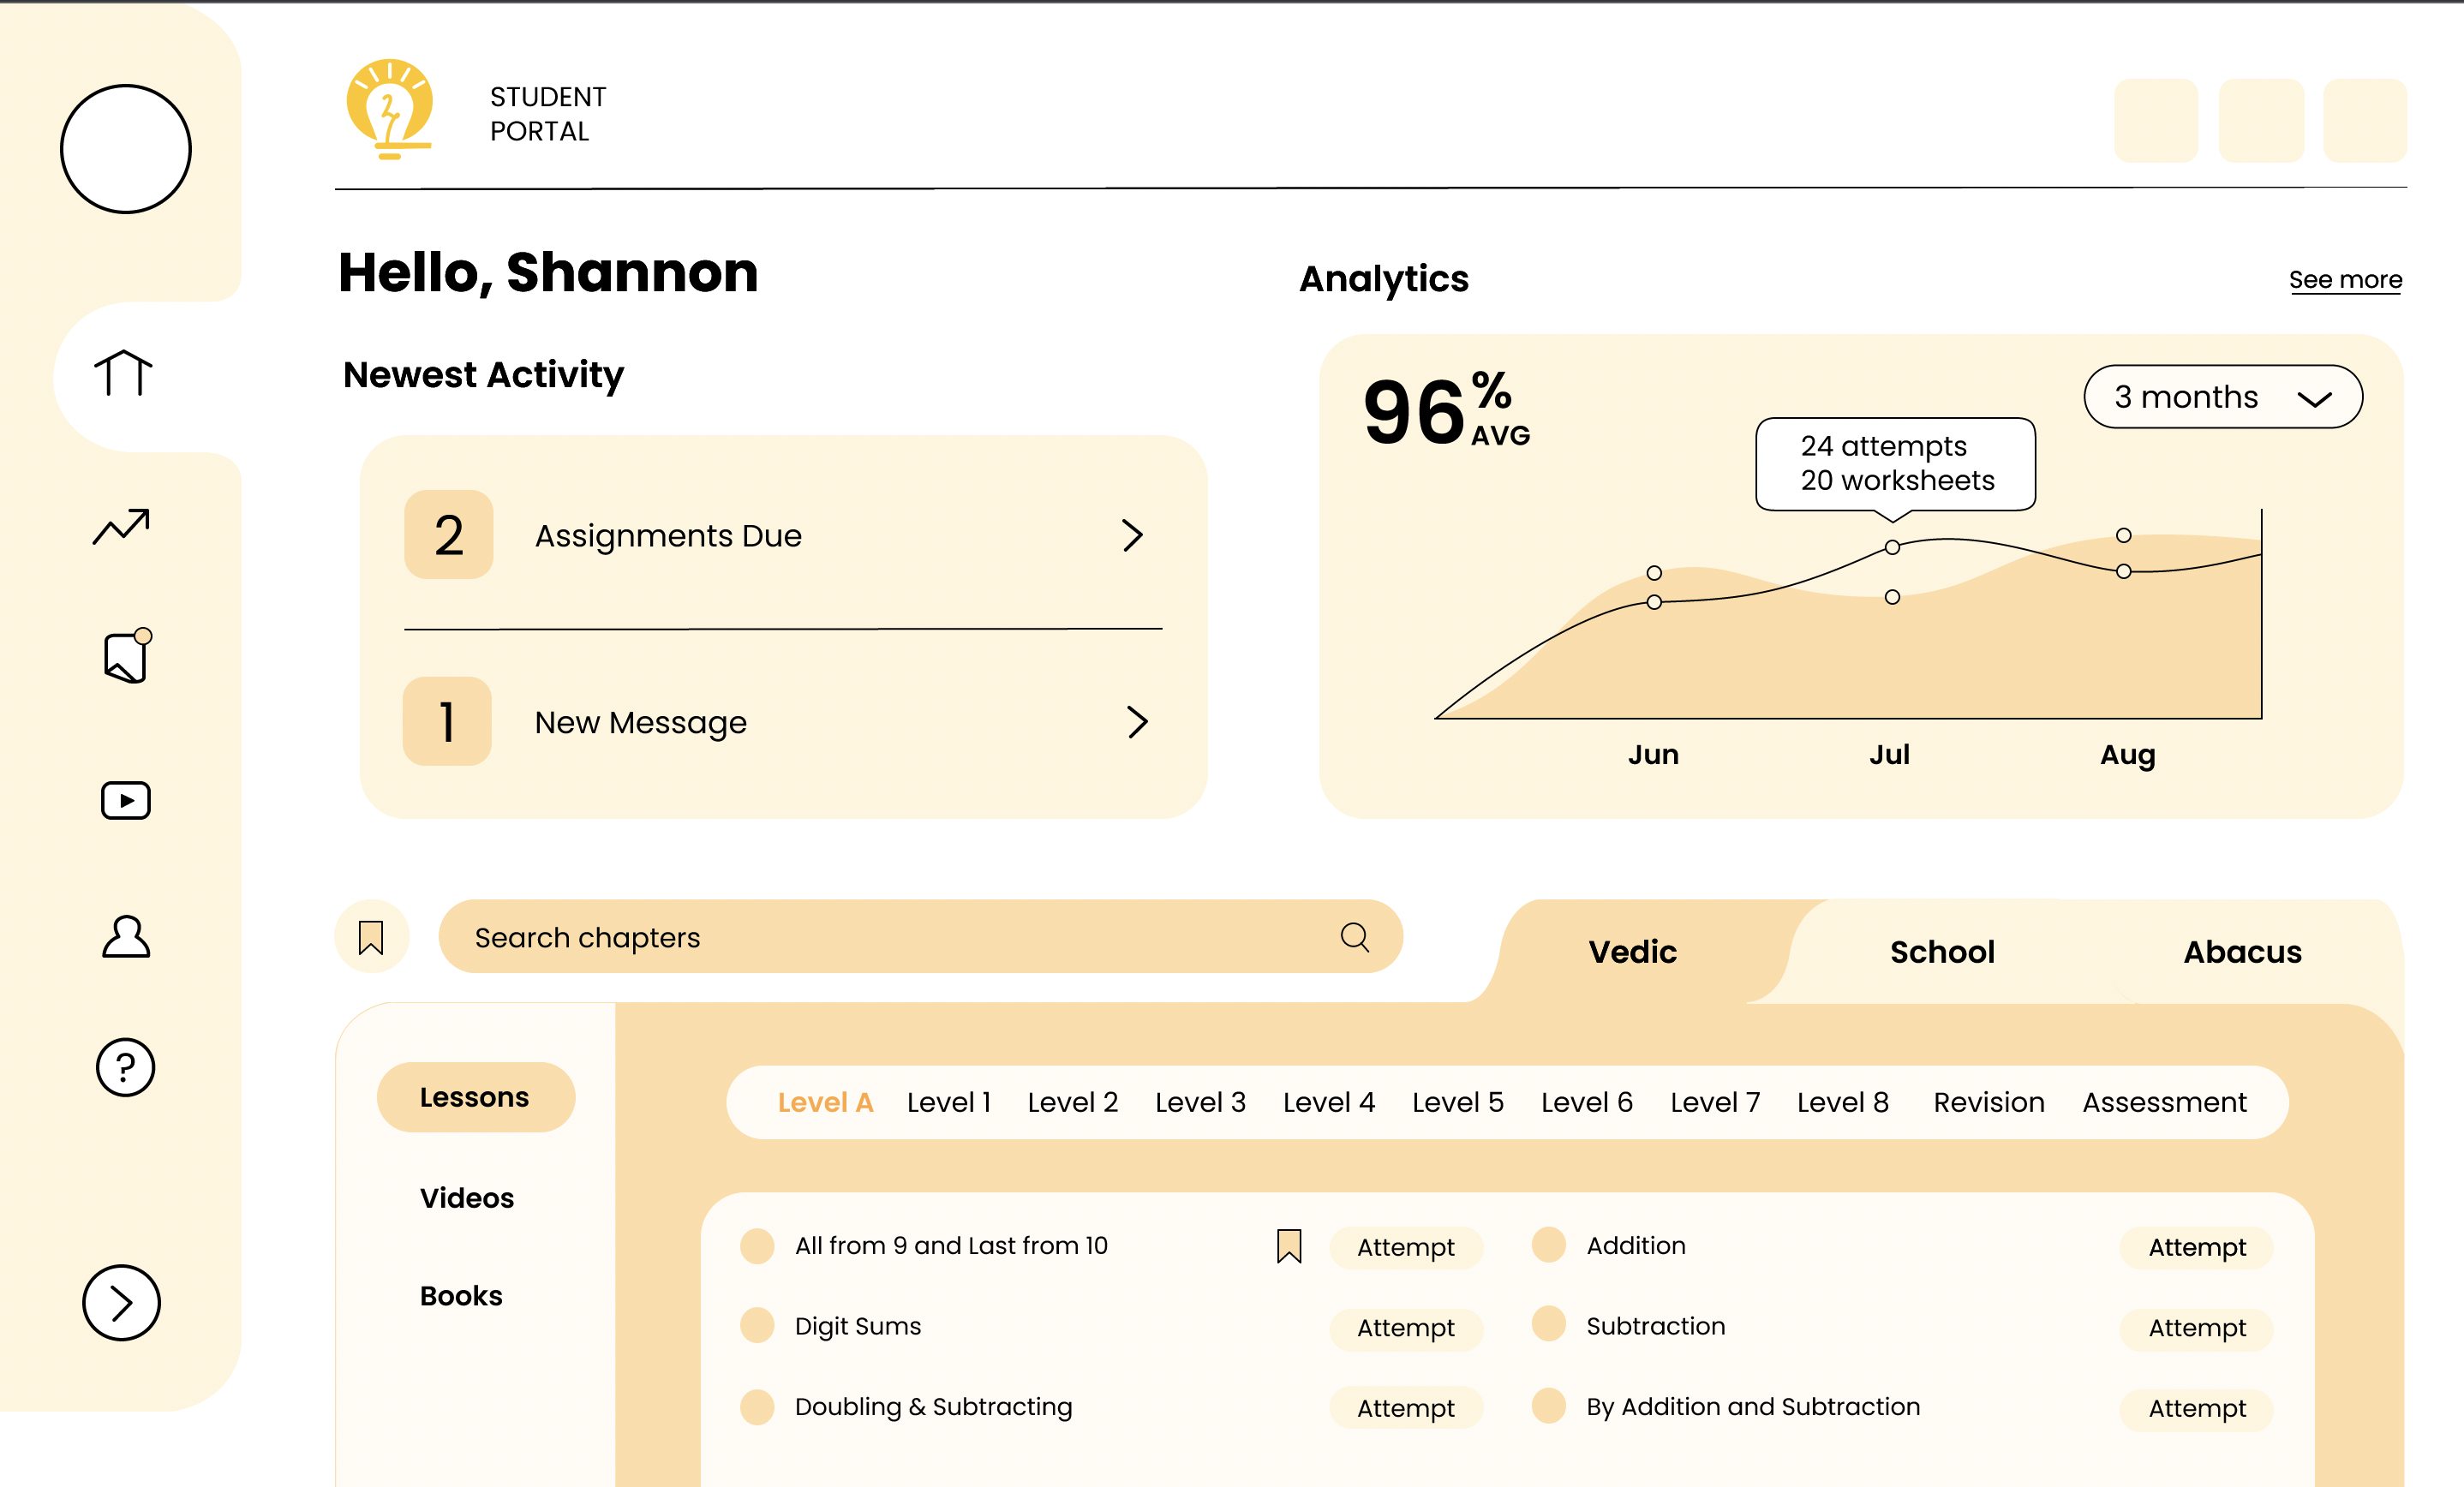 STUDENT
PORTAL
Hello, Shannon
Newest Activity
2 Assignments Due
1 New Message
Analytics
See more
96 % AVG
3 months
24 attempts
20 worksheets
Jun Jul Aug
Search chapters
Vedic School Abacus
Lessons
Videos
Books
?
Level A Level 1 Level 2 Level 3 Level 4 Level 5 Level 6 Level 7 Level 8 Revision Assessment
All from 9 and Last from 10 Attempt
Addition Attempt
Digit Sums Attempt
Subtraction Attempt
Doubling & Subtracting Attempt
By Addition and Subtraction Attempt